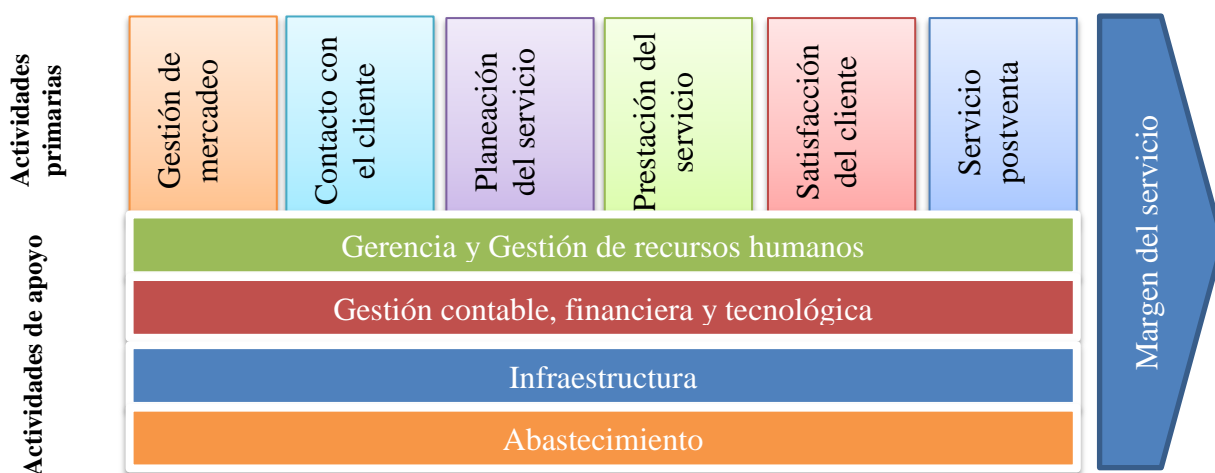 Actividades
primarias
Gestión de
mercadeo
Contacto con
el cliente
Planeación
del servicio
Prestación del
servicio
Satisfacción
del cliente
Servicio
postventa
Margen del servicio
Actividades de apoyo
Gerencia y Gestión de recursos humanos
Gestión contable, financiera y tecnológica
Infraestructura
Abastecimiento